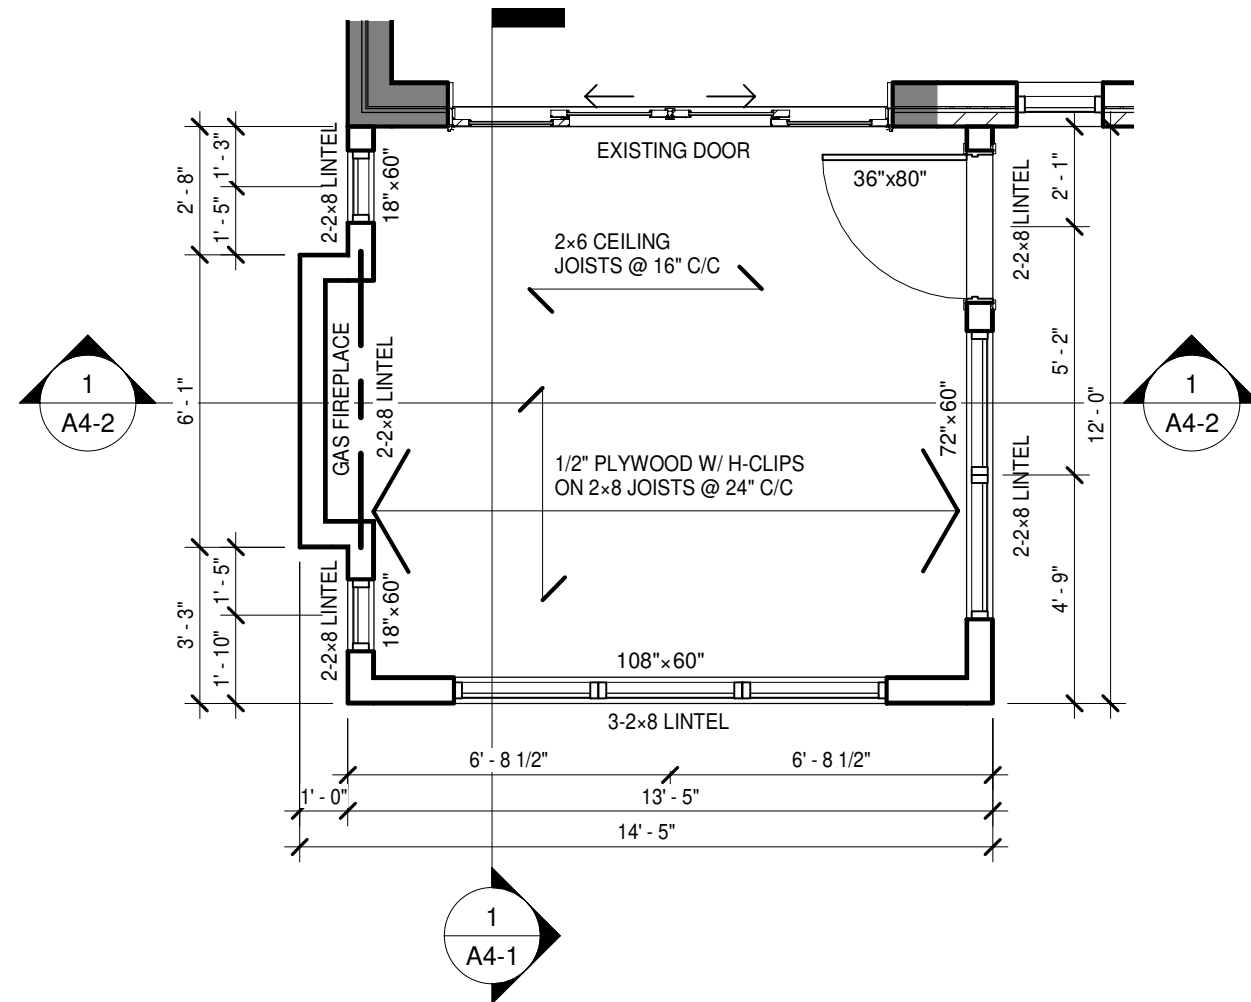 EXISTING DOOR
36"x80"
2'-8"
1'-3"
1'-5"
2-2×8 LINTEL
18"×60"
2-2×8 LINTEL
2'-1"
2×6 CEILING
JOISTS @ 16" C/C
GAS FIREPLACE
2-2×8 LINTEL
6'-1"
72"×60"
5'-2"
12'-0"
1
A4-2
1
A4-2
1/2" PLYWOOD W/ H-CLIPS
ON 2×8 JOISTS @ 24" C/C
2-2×8 LINTEL
4'-9"
3'-3"
1'-5"
1'-10"
2-2×8 LINTEL
18"×60"
108"×60"
3-2×8 LINTEL
6'-8 1/2"
6'-8 1/2"
1'-0"
13'-5"
14'-5"
1
A4-1